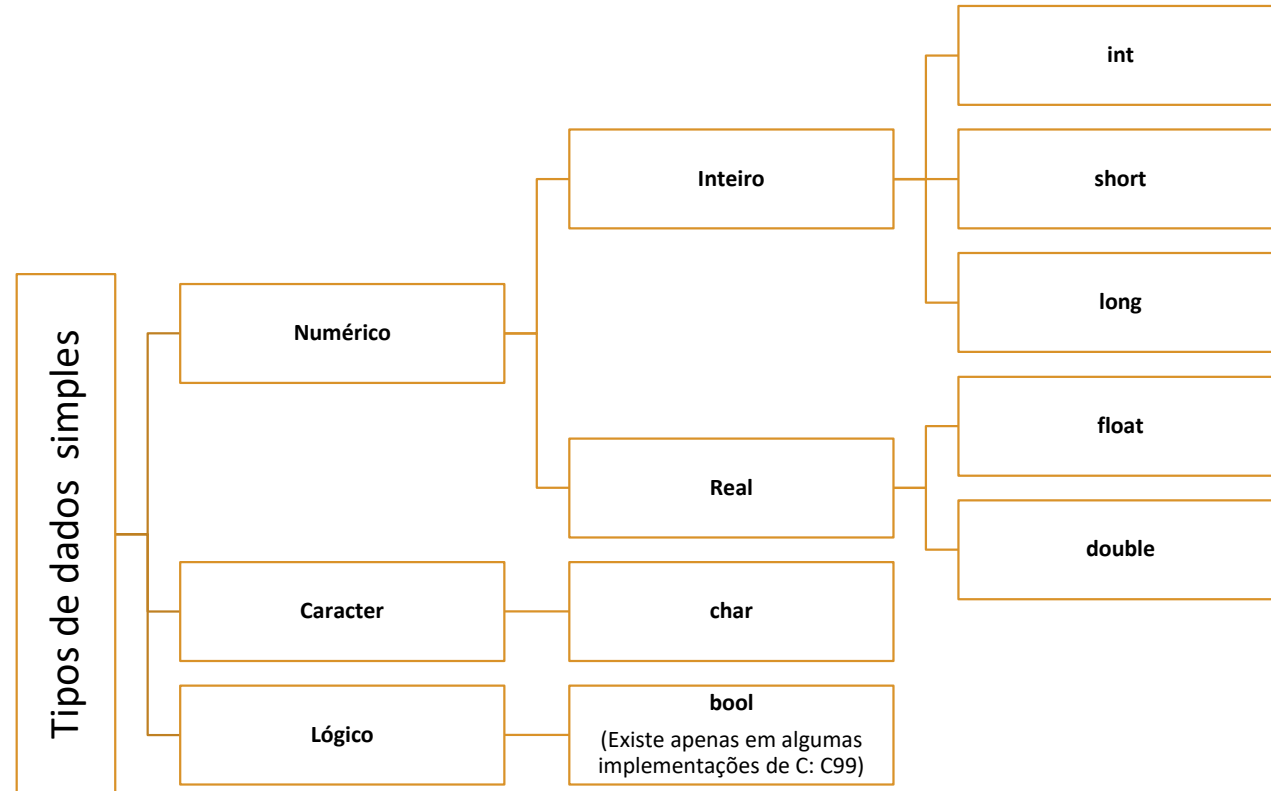 Tipos de dados simples
Numérico
Inteiro
int
short
long
Real
float
double
Caracter
char
Lógico
bool
(Existe apenas em algumas
implementações de C: C99)